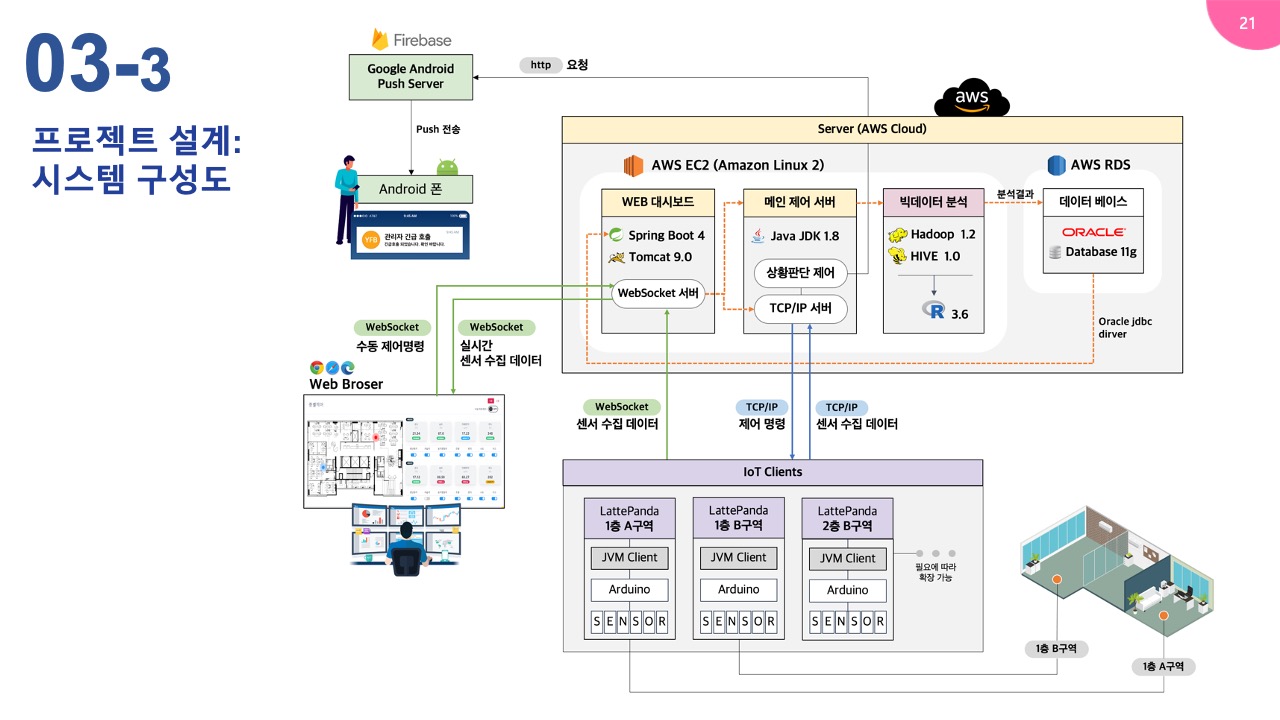 21
03-3
프로젝트 설계:
시스템 구성도
Firebase
Google Android
Push Server
http 요청
Push 전송
Android 폰
YFB
관리자 긴급 호출
aws
Server (AWS Cloud)
AWS EC2 (Amazon Linux 2)
AWS RDS
WEB 대시보드
Spring Boot 4
Tomcat 9.0
WebSocket 서버
메인 제어 서버
Java JDK 1.8
상황판단 제어
TCP/IP 서버
빅데이터 분석
Hadoop 1.2
HIVE 1.0
R 3.6
분석결과
데이터 베이스
ORACLE
Database 11g
Oracle jdbc
dirver
WebSocket
수동 제어명령
WebSocket
실시간
센서 수집 데이터
Web Broser
WebSocket
센서 수집 데이터
TCP/IP
제어 명령
TCP/IP
센서 수집 데이터
IoT Clients
LattePanda
1층 A구역
JVM Client
Arduino
SENSOR
LattePanda
1층 B구역
JVM Client
Arduino
SENSOR
LattePanda
2층 B구역
JVM Client
Arduino
SENSOR
필요에 따라
확장 가능
1층 B구역
1층 A구역